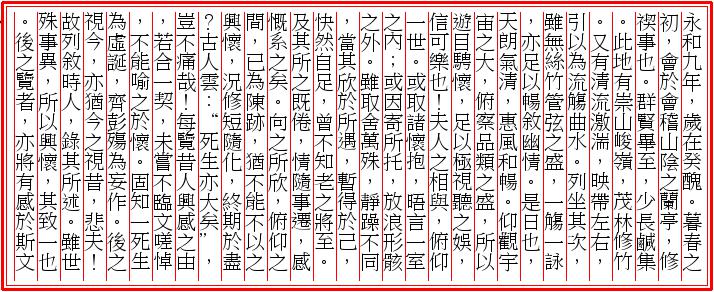 永和九年，歲在癸醜。暮春之
初，會於會稽山陰之蘭亭，修
禊事也。群賢畢至，少長鹹集
。此地有崇山峻嶺，茂林修竹
。又有清流激湍，映帶左右，
引以為流觴曲水。列坐其次，
雖無絲竹管弦之盛，一觴一詠
，亦足以暢敘幽情。是日也，
天朗氣清，惠風和暢。仰觀宇
宙之大，俯察品類之盛，所以
遊目騁懷，足以極視聽之娛，
信可樂也！夫人之相與，俯仰
一世。或取諸懷抱，晤言一室
之內；或因寄所托，放浪形骸
之外。雖取舍萬殊，靜躁不同
，當其欣於所遇，暫得於己，
快然自足，曾不知老之將至。
及其所之既倦，情隨事遷，感
慨系之矣。向之所欣，俯仰之
間，已為陳跡，猶不能不以之
興懷，況修短隨化，終期於盡
？古人雲：“死生亦大矣”，
豈不痛哉！每覽昔人興感之由
，若合一契，未嘗不臨文嗟悼
，不能喻之於懷。固知一死生
為虛誕，齊彭殤為妄作。後之
視今，亦猶今之視昔，悲夫！
故列敘時人，錄其所述。雖世
殊事異，所以興懷，其致一也
。後之覽者，亦將有感於斯文